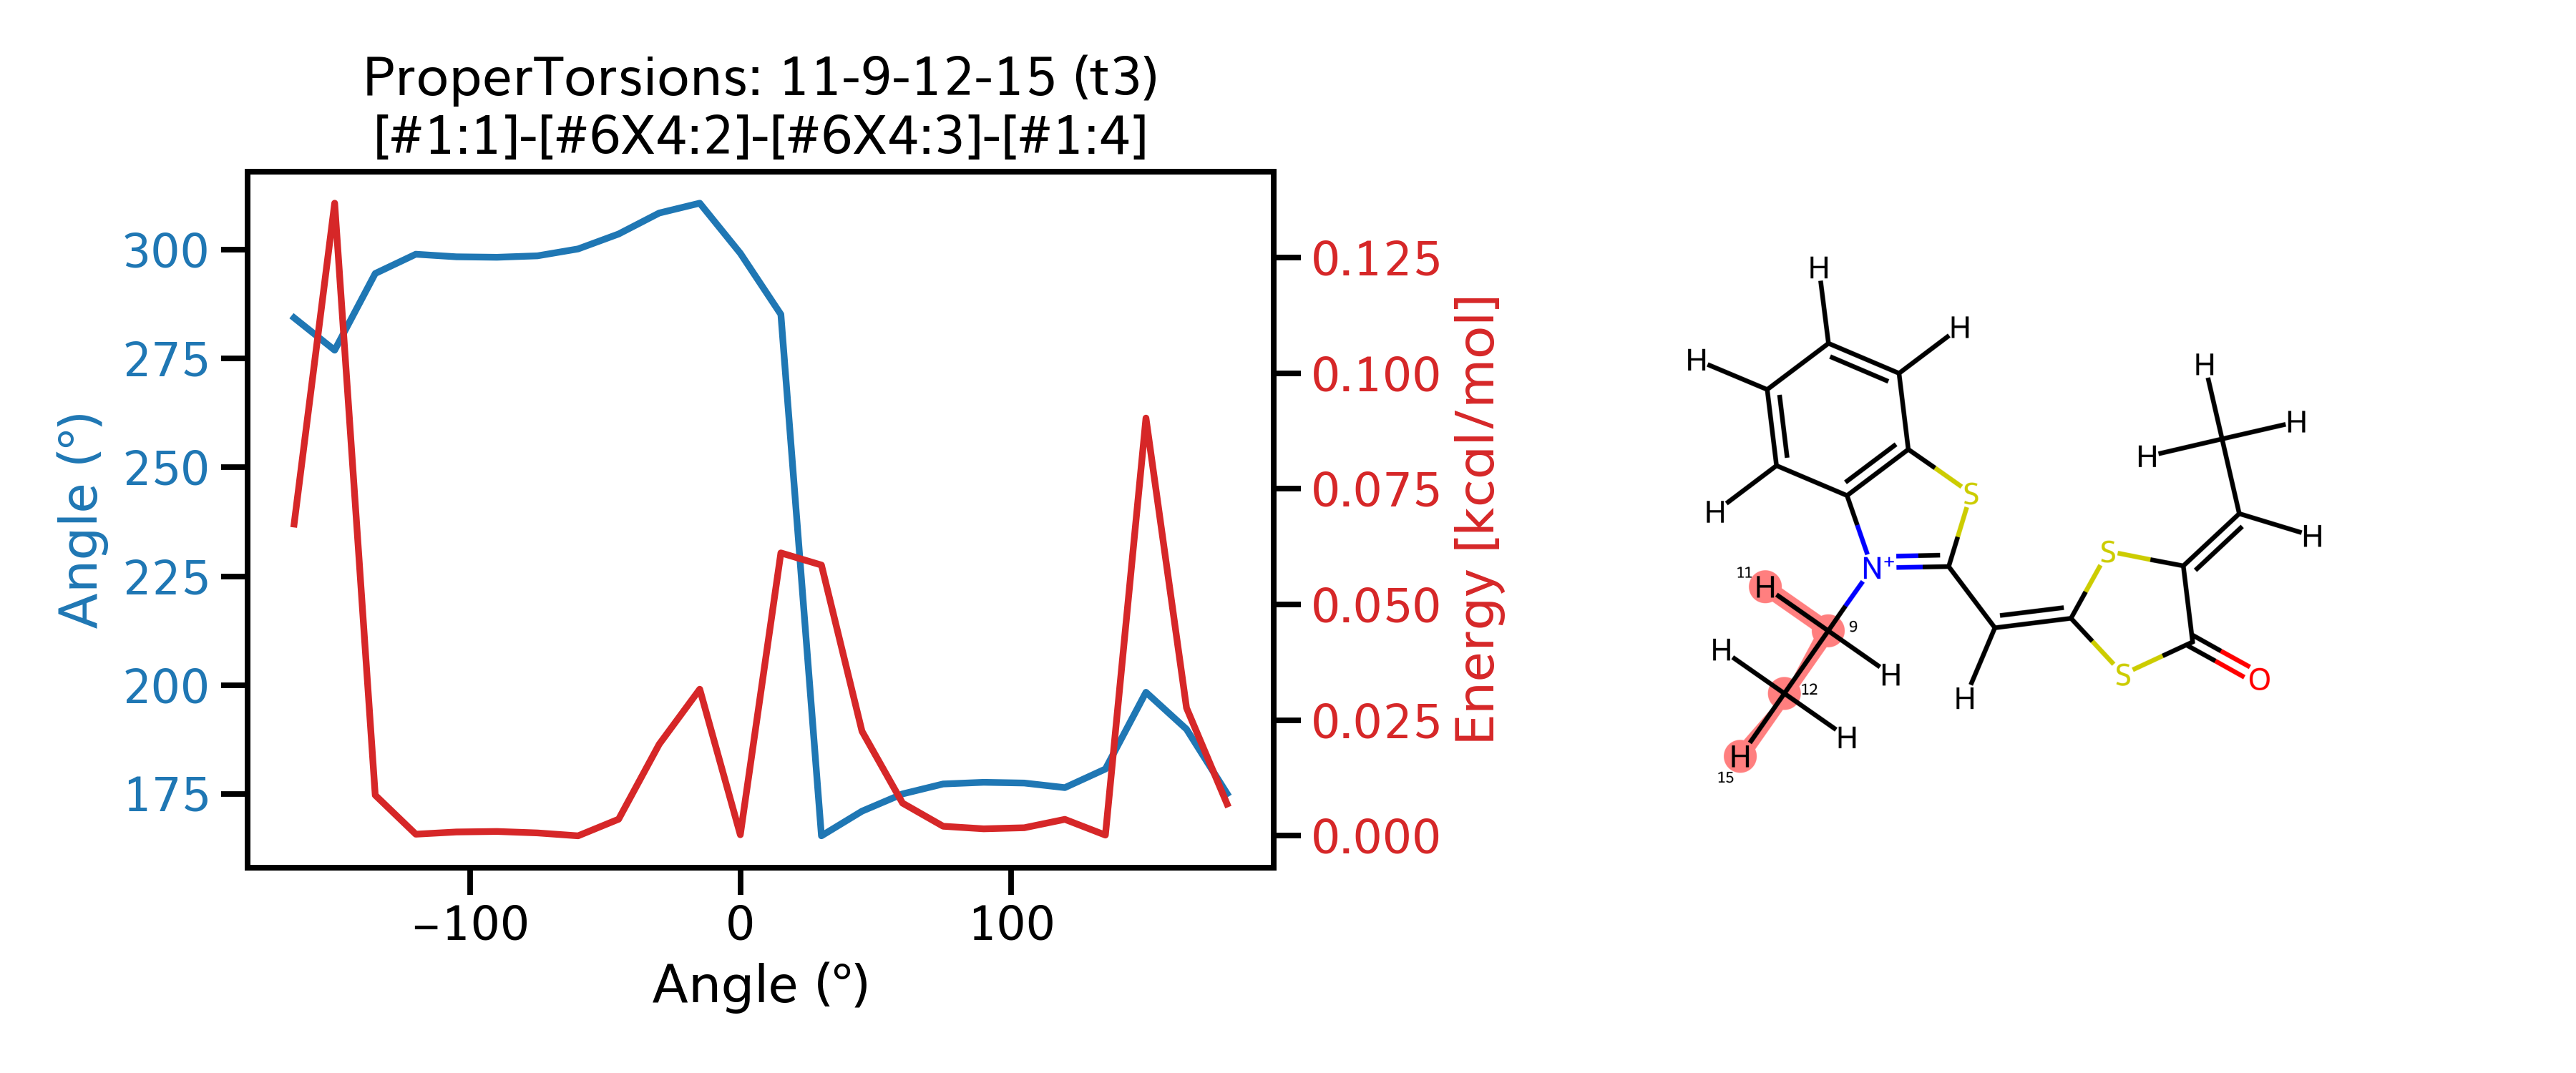 ProperTorsions: 11-9-12-15 (t3)
[#1:1]-[#6X4:2]-[#6X4:3]-[#1:4]
Angle (°)
300
275
250
225
200
175
0.125
0.100
0.075
0.050
0.025
0.000
Energy [kcal/mol]
−100
0
100
Angle (°)
H
H
H
H
H
H
S
H
H
S
N+
11
H
9
H
H
12
S
O
H
H
H
15